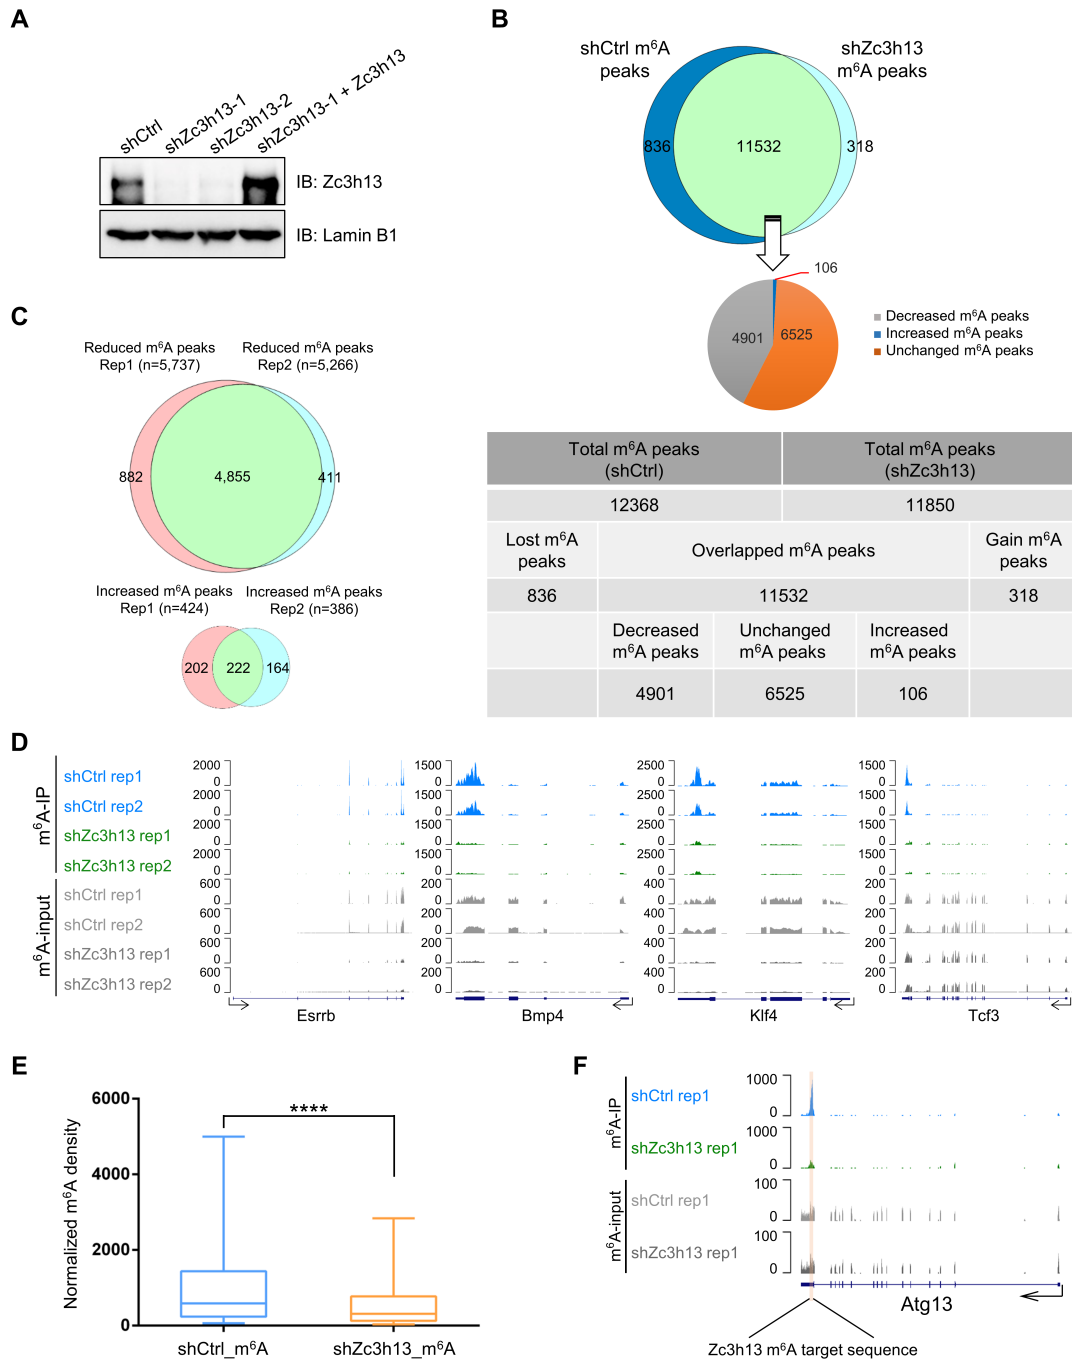 A
shCtrl
shZc3h13-1
shZc3h13-2
shZc3h13-1 + Zc3h13
IB: Zc3h13
IB: Lamin B1
B
shCtrl m⁶A
peaks
shZc3h13
m⁶A peaks
836
11532
318
106
4901
6525
Decreased m⁶A peaks
Increased m⁶A peaks
Unchanged m⁶A peaks
Total m⁶A peaks
(shCtrl)
Total m⁶A peaks
(shZc3h13)
12368
11850
Lost m⁶A
peaks
Overlapped m⁶A peaks
Gain m⁶A
peaks
836
11532
318
Decreased
m⁶A peaks
Unchanged
m⁶A peaks
Increased
m⁶A peaks
4901
6525
106
C
Reduced m⁶A peaks
Rep1 (n=5,737)
Reduced m⁶A peaks
Rep2 (n=5,266)
882
4,855
411
Increased m⁶A peaks
Rep1 (n=424)
Increased m⁶A peaks
Rep2 (n=386)
202
222
164
D
m⁶A-IP
m⁶A-input
shCtrl rep1
shCtrl rep2
shZc3h13 rep1
shZc3h13 rep2
shCtrl rep1
shCtrl rep2
shZc3h13 rep1
shZc3h13 rep2
2000
0
2000
0
2000
0
2000
0
600
0
600
0
600
0
600
0
Esrrb
1500
0
1500
0
1500
0
1500
0
200
0
200
0
200
0
200
0
Bmp4
2500
0
2500
0
2500
0
2500
0
400
0
400
0
400
0
400
0
Klf4
1500
0
1500
0
1500
0
1500
0
200
0
200
0
200
0
200
0
Tcf3
E
Normalized m⁶A density
6000
4000
2000
0
****
shCtrl_m⁶A
shZc3h13_m⁶A
F
m⁶A-IP
m⁶A-input
shCtrl rep1
shZc3h13 rep1
shCtrl rep1
shZc3h13 rep1
1000
0
1000
0
100
0
100
0
Atg13
Zc3h13 m⁶A target sequence